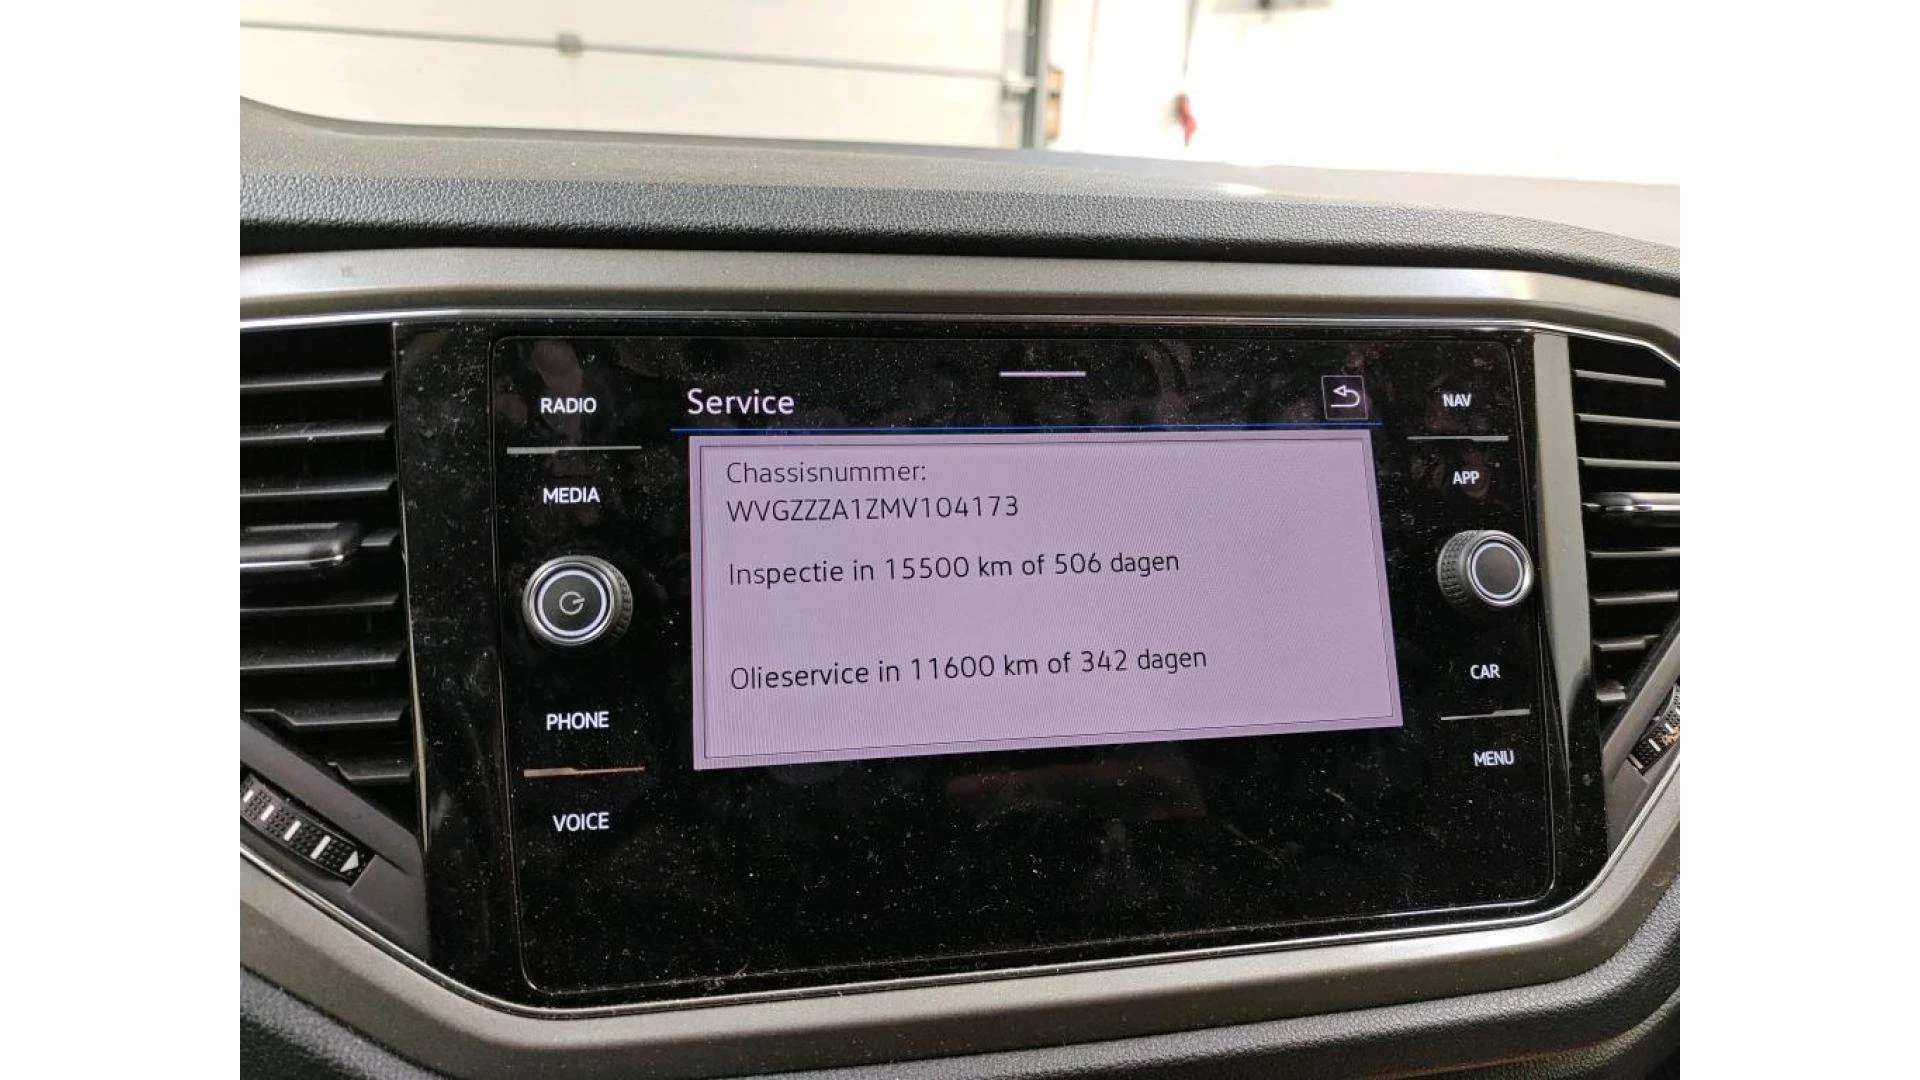 RADIO
MEDIA
PHONE
VOICE
Service
Chassisnummer:
WVGZZZA1ZMV104173
Inspectie in 15500 km of 506 dagen
Olieservice in 11600 km of 342 dagen
NAV
APP
CAR
MENU